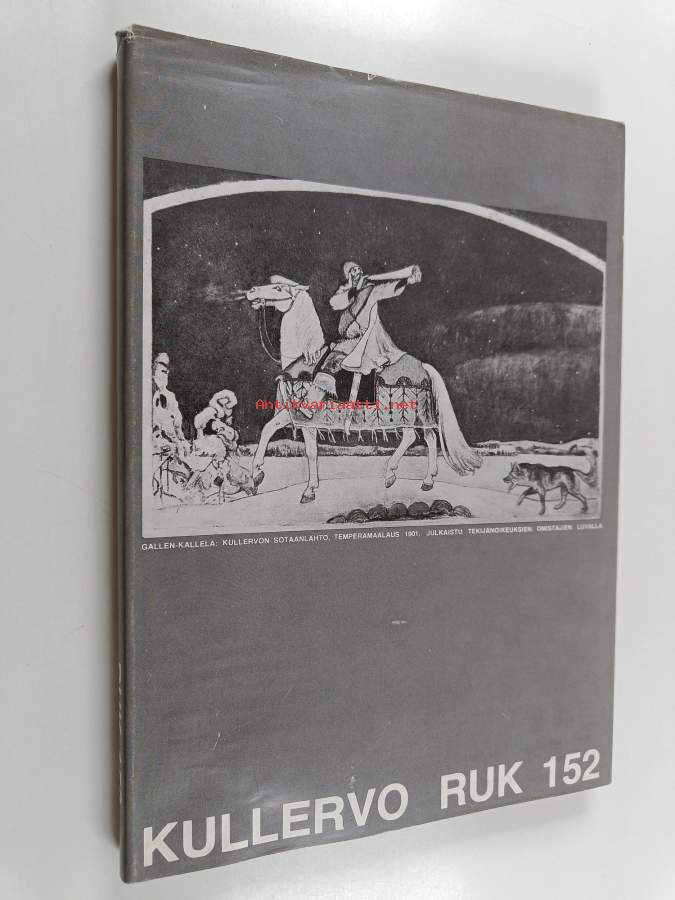 Antikvariaatti.net
GALLEN-KALLELA: KULLERVON SOTAANLÄHTÖ, TEMPERAMAALAUS 1901. JULKAISTU TEKIJÄNOIKEUKSIEN OMISTAJIEN LUVALLA
KULLERVO RUK 152